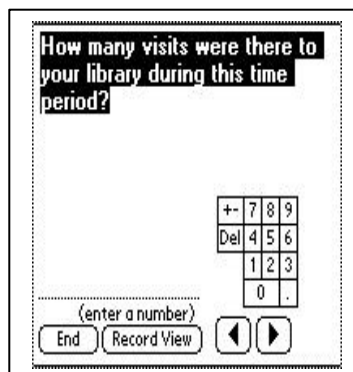 How many visits were there to
your library during this time
period?
+- 7 8 9
Del 4 5 6
1 2 3
0 .
(enter a number)
End Record View